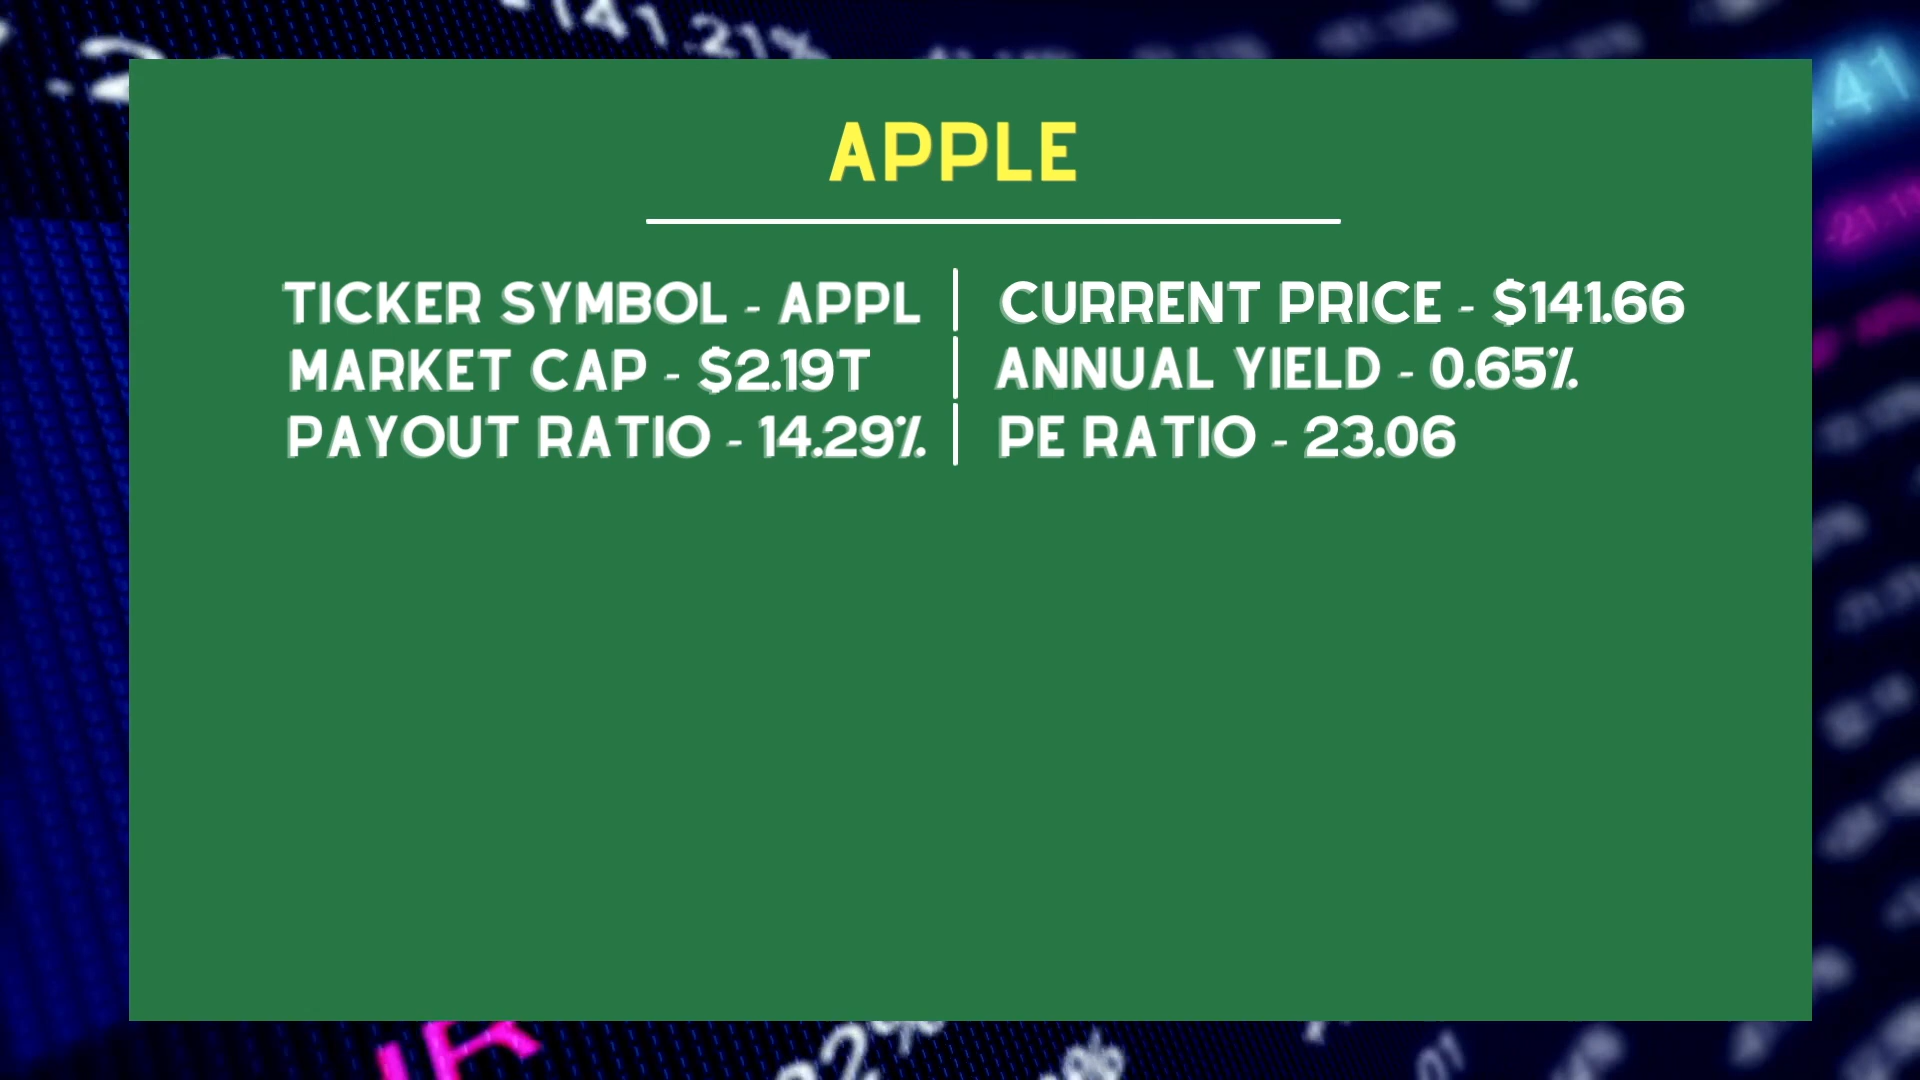 APPLE
TICKER SYMBOL - APPL | CURRENT PRICE - $141.66
MARKET CAP - $2.19T | ANNUAL YIELD - 0.65%
PAYOUT RATIO - 14.29% | PE RATIO - 23.06